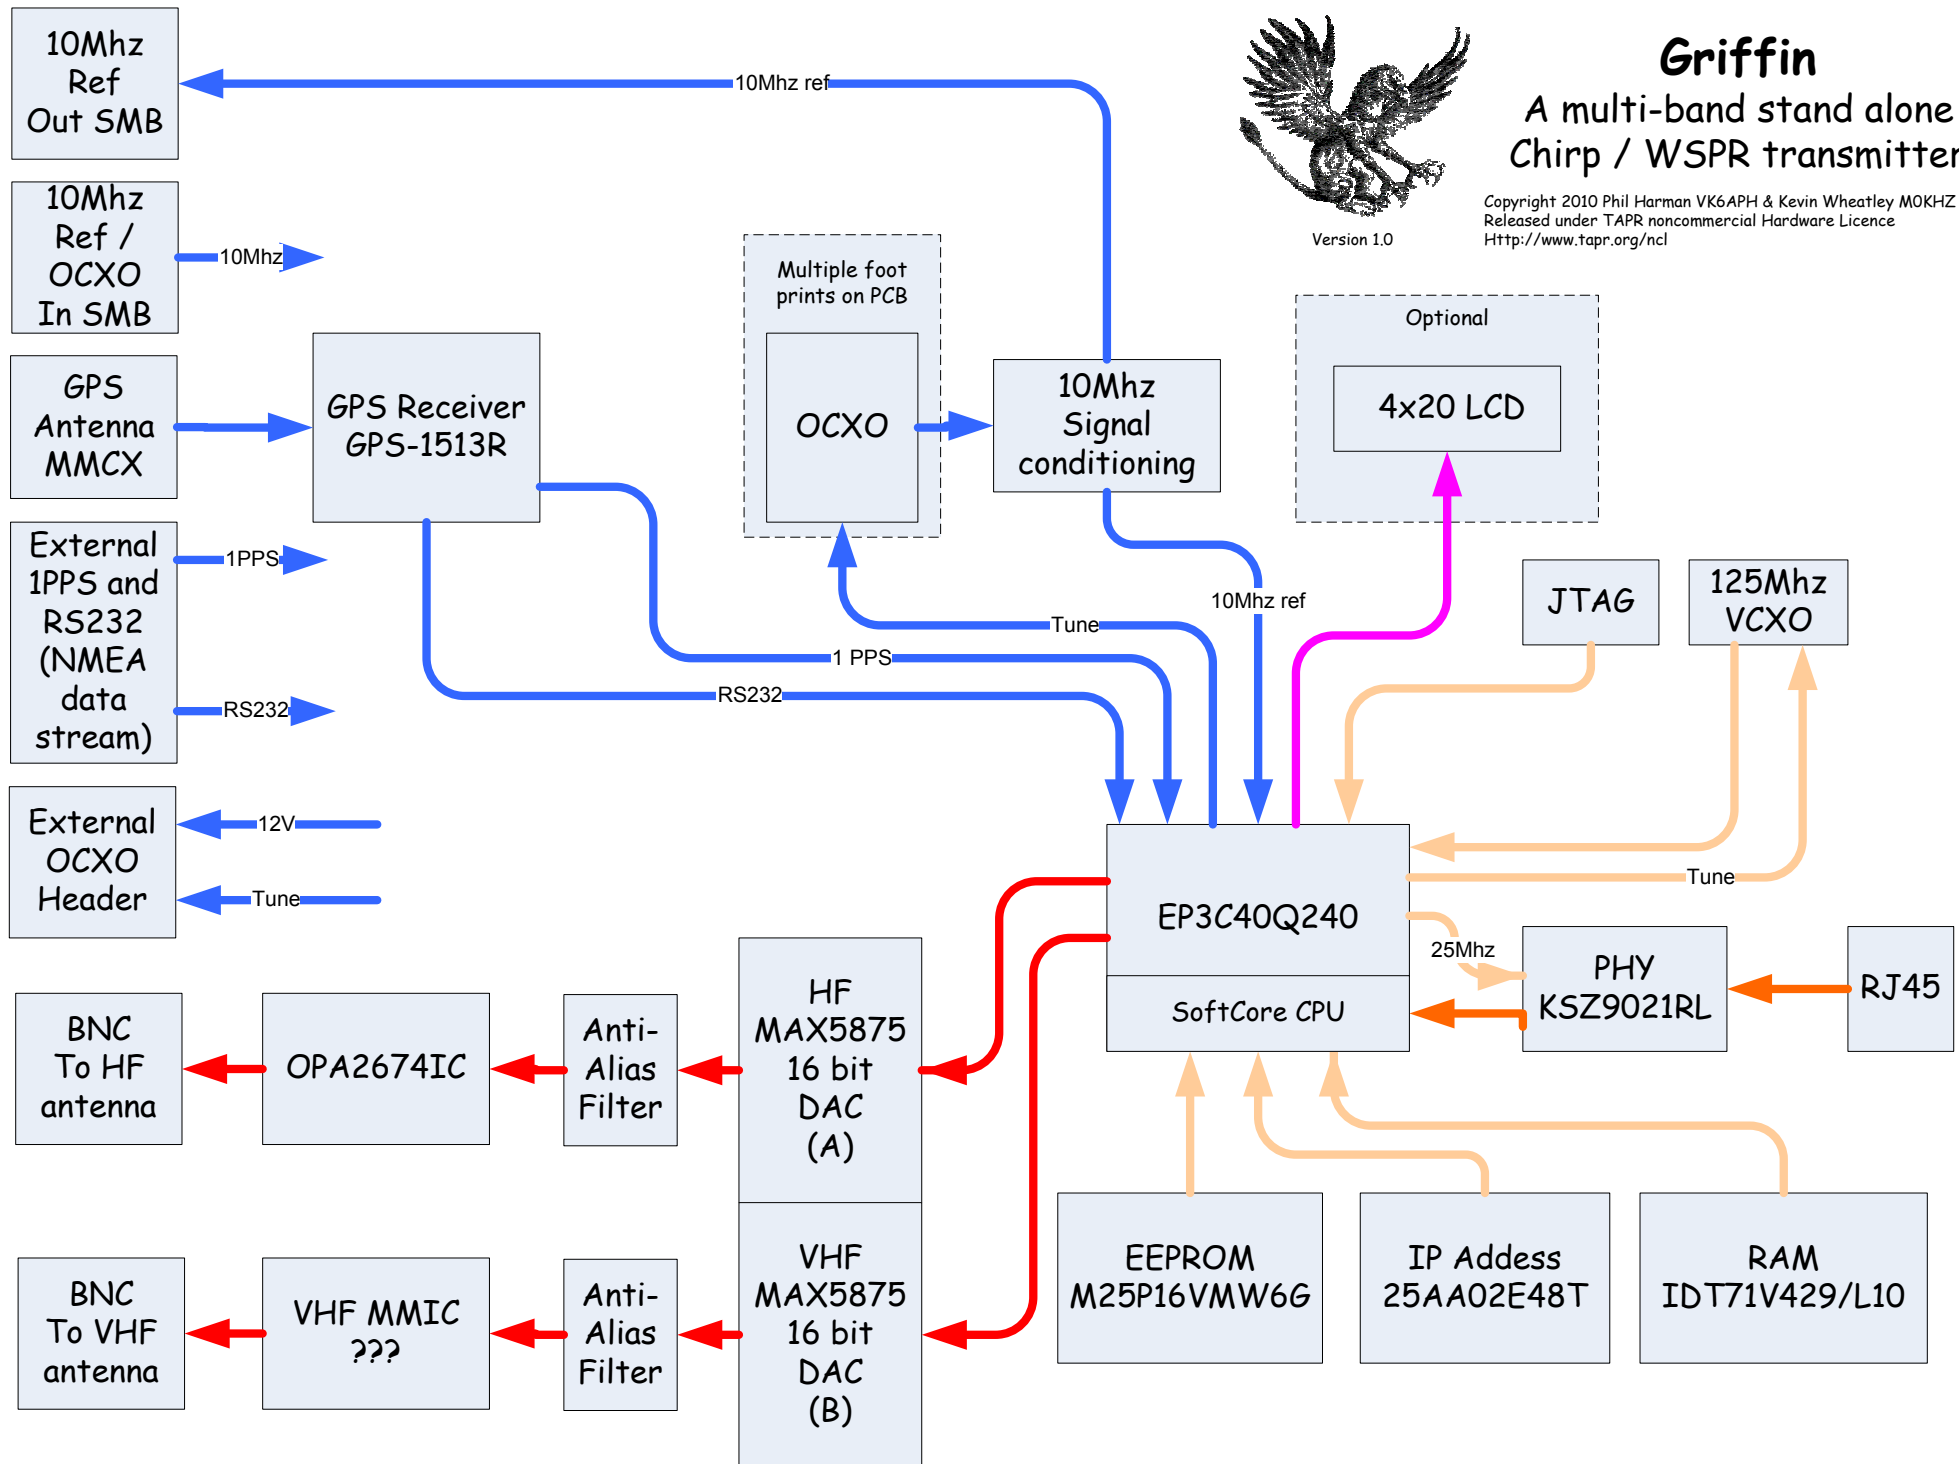 Griffin
A multi-band stand alone
Chirp / WSPR transmitter
Copyright 2010 Phil Harman VK6APH & Kevin Wheatley M0KHZ
Released under TAPR noncommercial Hardware Licence
Http://www.tapr.org/ncl
Version 1.0
10Mhz
Ref
Out SMB
10Mhz ref
10Mhz
Ref /
OCXO
In SMB
10Mhz
GPS
Antenna
MMCX
GPS Receiver
GPS-1513R
Multiple foot
prints on PCB
OCXO
10Mhz
Signal
conditioning
Optional
4x20 LCD
External
1PPS and
RS232
(NMEA
data
stream)
1PPS
RS232
Tune
1 PPS
RS232
10Mhz ref
JTAG
125Mhz
VCXO
External
OCXO
Header
12V
Tune
EP3C40Q240
SoftCore CPU
Tune
25Mhz
PHY
KSZ9021RL
RJ45
BNC
To HF
antenna
OPA2674IC
Anti-
Alias
Filter
HF
MAX5875
16 bit
DAC
(A)
BNC
To VHF
antenna
VHF MMIC
???
Anti-
Alias
Filter
VHF
MAX5875
16 bit
DAC
(B)
EEPROM
M25P16VMW6G
IP Addess
25AA02E48T
RAM
IDT71V429/L10